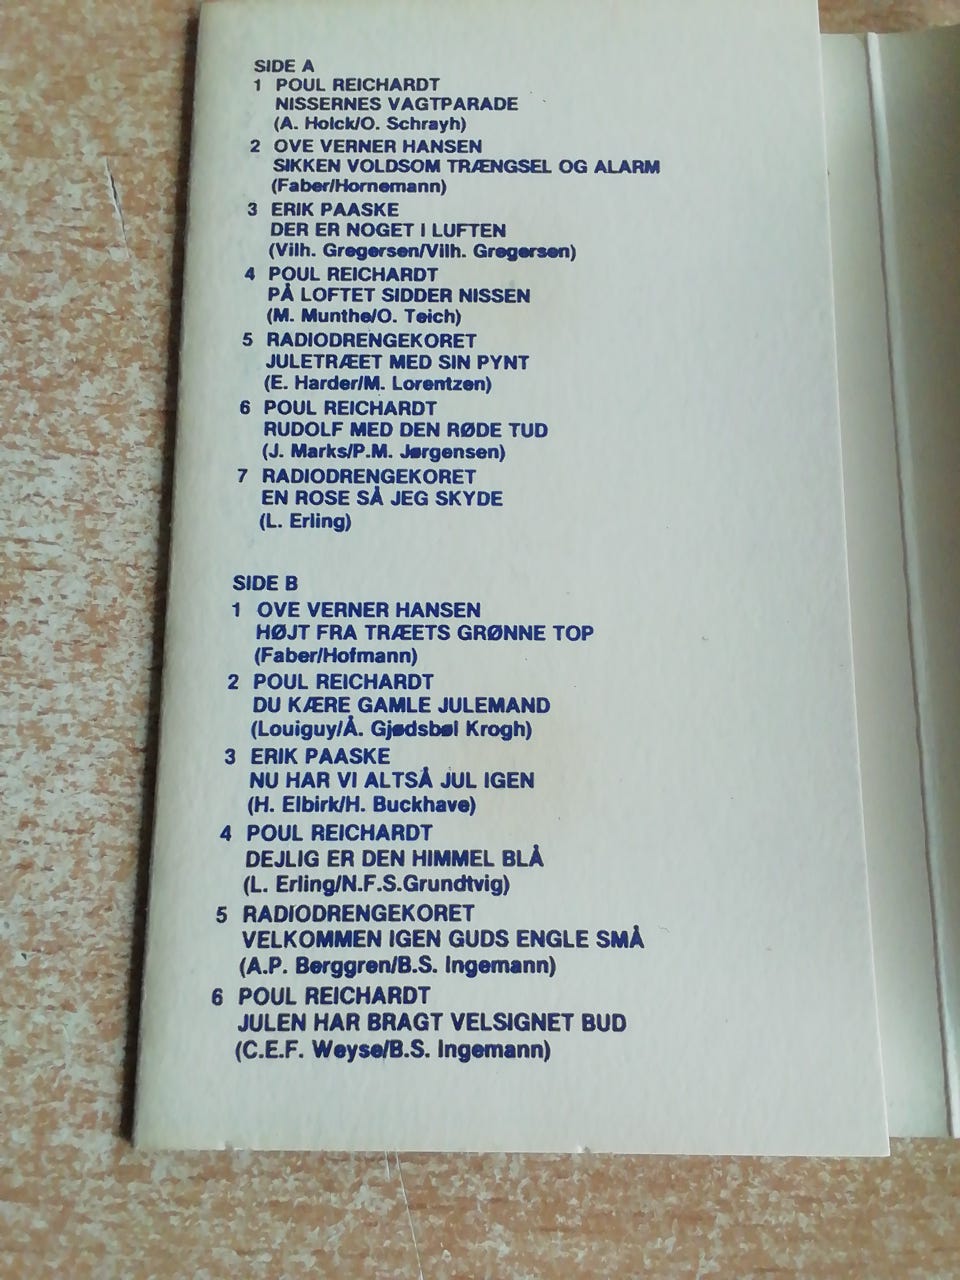 SIDE A
1 POUL REICHARDT
NISSERNES VAGTPARADE
(A. Holck/O. Schrayh)
2 OVE VERNER HANSEN
SIKKEN VOLDSOM TRÆNGSEL OG ALARM
(Faber/Hornemann)
3 ERIK PAASKE
DER ER NOGET I LUFTEN
(Vilh. Gregersen/Vilh. Gregersen)
4 POUL REICHARDT
PÅ LOFTET SIDDER NISSEN
(M. Munthe/O. Teich)
5 RADIODRENGEKORET
JULETRÆET MED SIN PYNT
(E. Harder/M. Lorentzen)
6 POUL REICHARDT
RUDOLF MED DEN RØDE TUD
(J. Marks/P.M. Jørgensen)
7 RADIODRENGEKORET
EN ROSE SÅ JEG SKYDE
(L. Erling)
SIDE B
1 OVE VERNER HANSEN
HØJT FRA TRÆETS GRØNNE TOP
(Faber/Hofmann)
2 POUL REICHARDT
DU KÆRE GAMLE JULEMAND
(Louiguy/Å. Gjødsbøl Krogh)
3 ERIK PAASKE
NU HAR VI ALTSÅ JUL IGEN
(H. Elbirk/H. Buckhave)
4 POUL REICHARDT
DEJLIG ER DEN HIMMEL BLÅ
(L. Erling/N.F.S.Grundtvig)
5 RADIODRENGEKORET
VELKOMMEN IGEN GUDS ENGLE SMÅ
(A.P. Berggren/B.S. Ingemann)
6 POUL REICHARDT
JULEN HAR BRAGT VELSIGNET BUD
(C.E.F. Weyse/B.S. Ingemann)